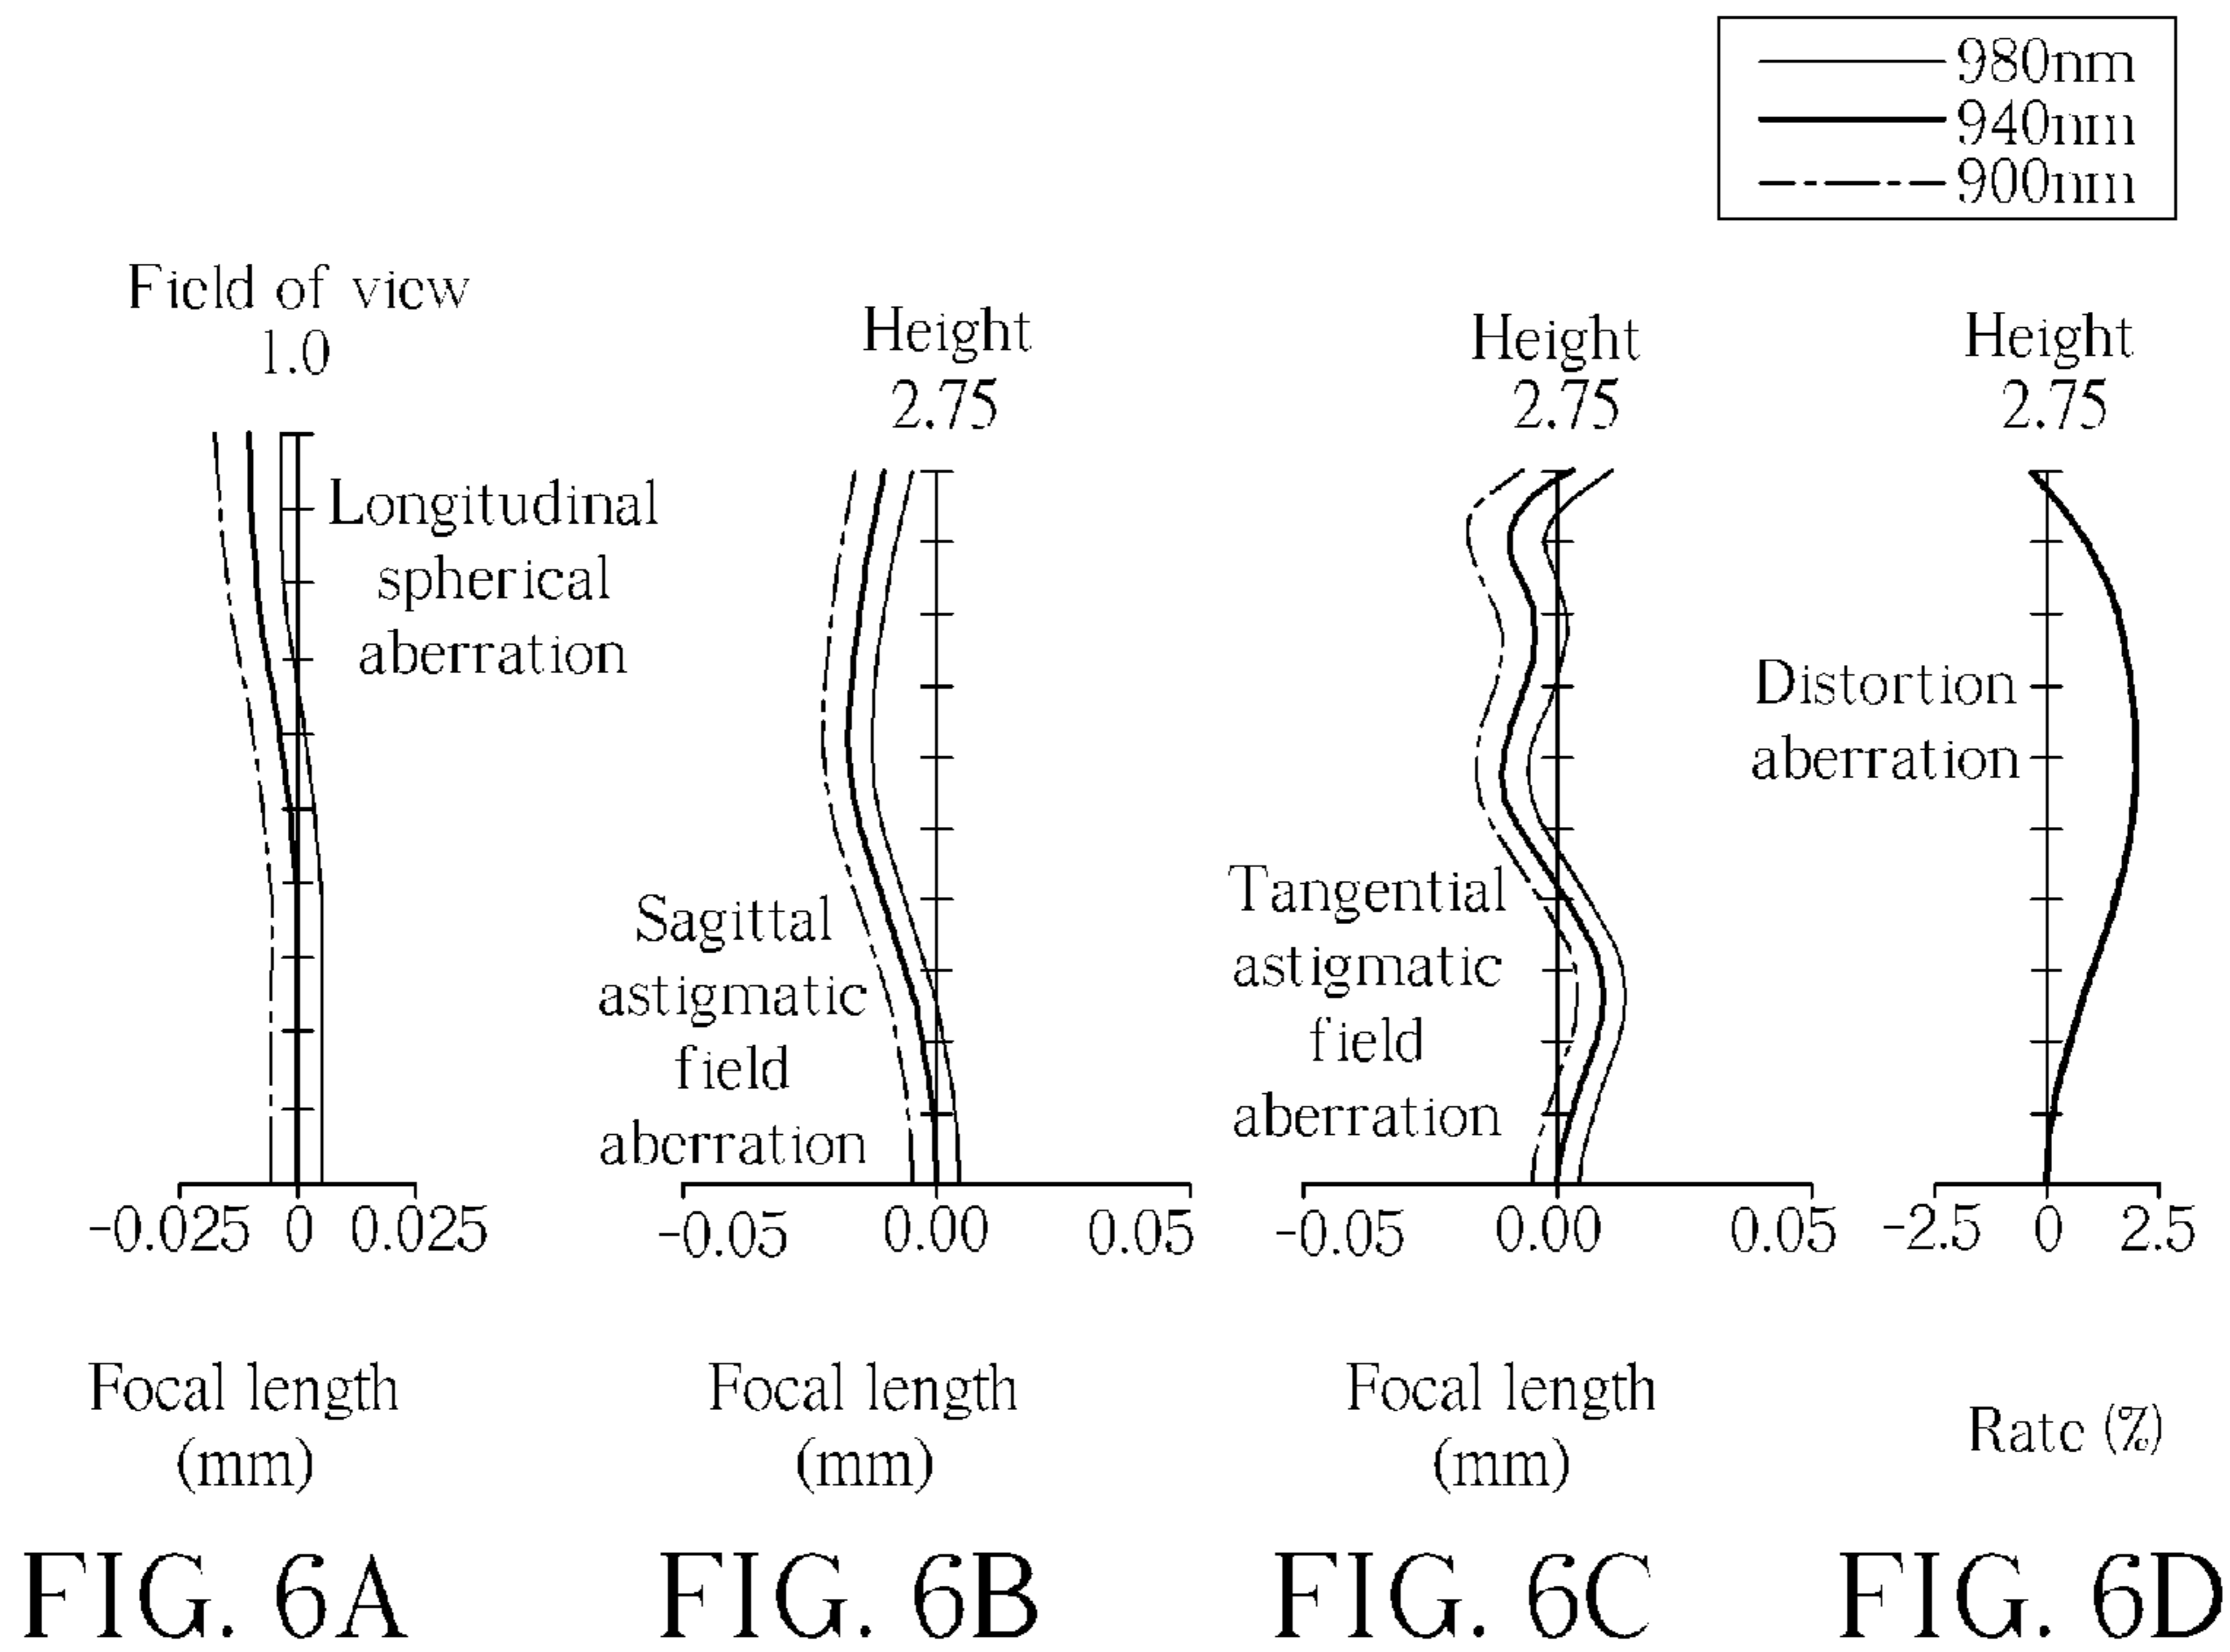 980nm
940nm
900nm
Field of view
1.0
Longitudinal
spherical
aberration
-0.025 0 0.025
Focal length
(mm)
FIG. 6A
Height
2.75
Sagittal
astigmatic
field
aberration
-0.05 0.00 0.05
Focal length
(mm)
FIG. 6B
Height
2.75
Tangential
astigmatic
field
aberration
-0.05 0.00 0.05
Focal length
(mm)
FIG. 6C
Height
2.75
Distortion
aberration
-2.5 0 2.5
Rate (%)
FIG. 6D